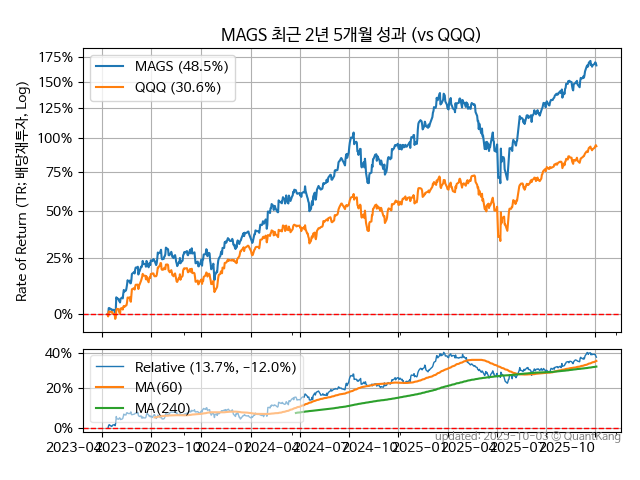 MAGS 최근 2년 5개월 성과 (vs QQQ)
Rate of Return (TR: 배당재투자, Log)
175%
150%
125%
100%
75%
50%
25%
0%
MAGS (48.5%)
QQQ (30.6%)
40%
20%
0%
Relative (13.7%, −12.0%)
MA(60)
MA(240)
2023−04 2023−07 2023−10 2024−01 2024−04 2024−07 2024−10 2025−01 2025−04 2025−07 2025−10
updated: 2025−10−03 © QuantKang